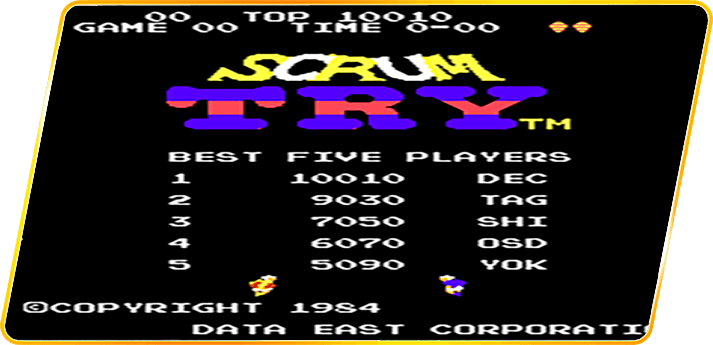 00 TOP 10010
GAME 00 TIME 0-00
SCRUM
TRY TM
BEST FIVE PLAYERS
1 10010 DEC
2 9030 TAG
3 7050 SHI
4 6070 OSD
5 5090 YOK
©COPYRIGHT 1984
DATA EAST CORPORATI